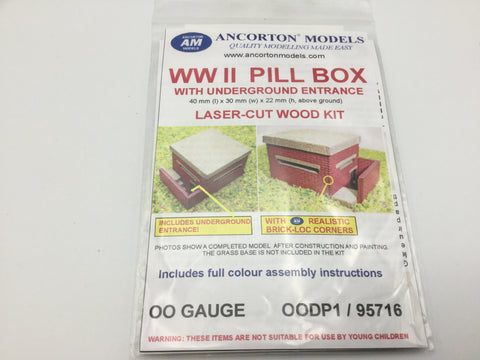 ANCORTON
AM
MODELS
ANCORTON® MODELS
QUALITY MODELLING MADE EASY
www.ancortonmodels.com
WW II PILL BOX
WITH UNDERGROUND ENTRANCE
40 mm (l) x 30 mm (w) x 22 mm (h, above ground)
LASER-CUT WOOD KIT
INCLUDES UNDERGROUND
ENTRANCE!
WITH AM REALISTIC
BRICK-LOC CORNERS
PHOTOS SHOW A COMPLETED MODEL AFTER CONSTRUCTION AND PAINTING.
THE GRASS BASE IS NOT INCLUDED IN THE KIT
Includes full colour assembly instructions
OO GAUGE OODP1 / 95716
WARNING: THESE ITEMS ARE NOT SUITABLE FOR USE BY YOUNG CHILDREN